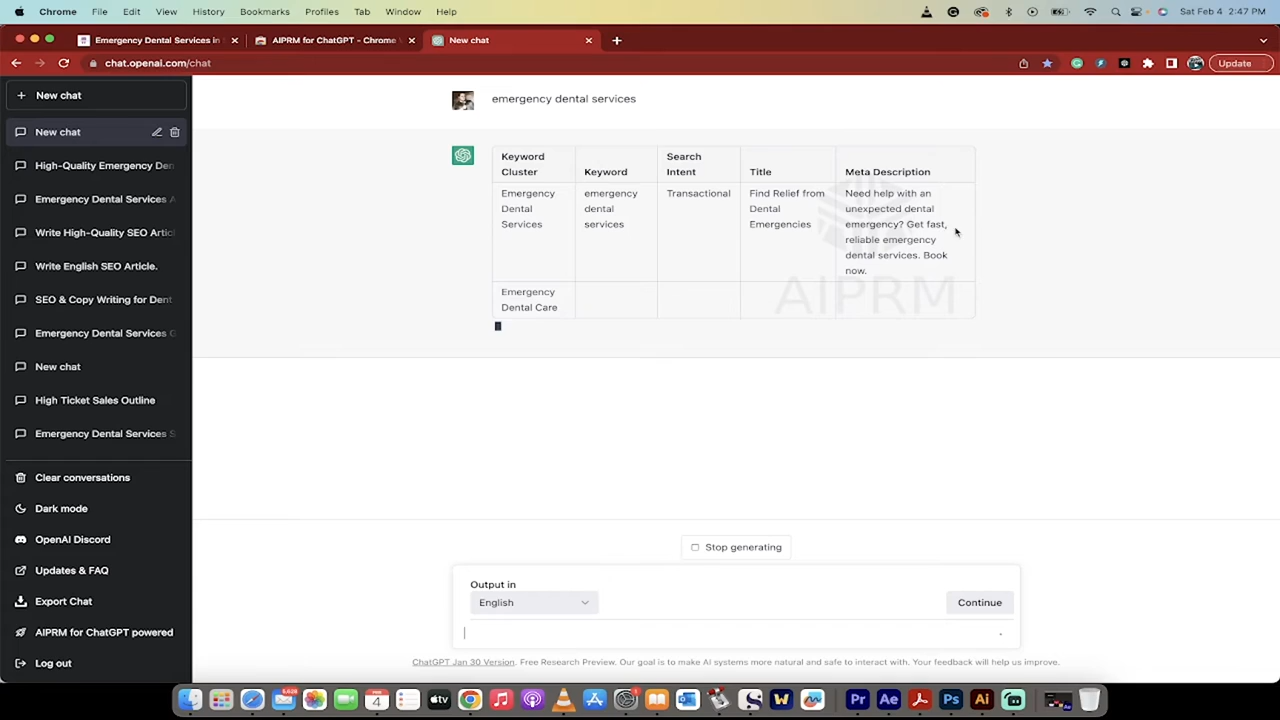 Chrome File Edit View History Bookmarks Profiles Tab Window Help Sat Feb 4 2:47 PM
Emergency Dental Services in AIPRM for ChatGPT - Chrome New chat
chat.openai.com/chat Update
New chat
New chat
High-Quality Emergency Den
Emergency Dental Services A
Write High-Quality SEO Artic
Write English SEO Article.
SEO & Copy Writing for Dent
Emergency Dental Services G
New chat
High Ticket Sales Outline
Emergency Dental Services S
Clear conversations
Dark mode
OpenAI Discord
Updates & FAQ
Export Chat
AIPRM for ChatGPT powered
Log out
emergency dental services
Keyword
Cluster
Keyword
Search
Intent
Title
Meta Description
Emergency
Dental
Services
emergency
dental
services
Transactional
Find Relief from
Dental
Emergencies
Need help with an
unexpected dental
emergency? Get fast,
reliable emergency
dental services. Book
now.
Emergency
Dental Care
AIPRM
Stop generating
Output in
English
Continue
ChatGPT Jan 30 Version. Free Research Preview. Our goal is to make AI systems more natural and safe to interact with. Your feedback will help us improve.